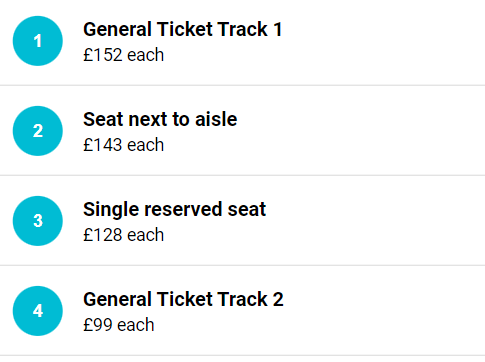 1
General Ticket Track 1
£152 each
2
Seat next to aisle
£143 each
3
Single reserved seat
£128 each
4
General Ticket Track 2
£99 each